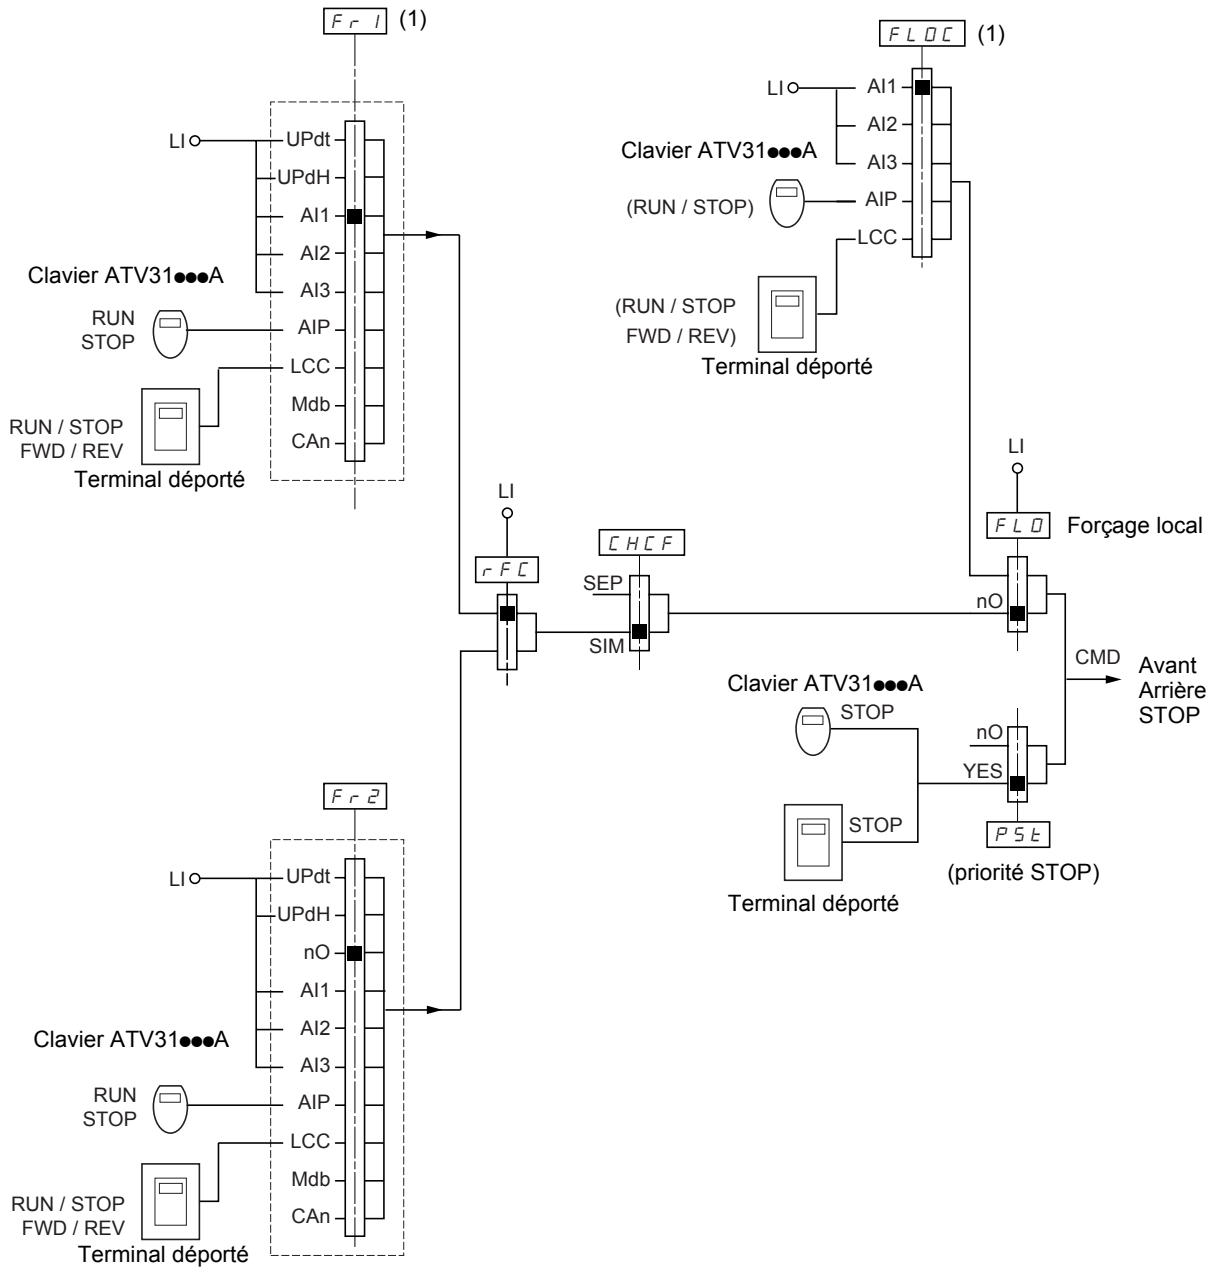 Fr1 (1)
LI
UPdt
UPdH
AI1
AI2
Clavier ATV31●●●A
AI3
RUN
STOP
AIP
LCC
Mdb
RUN / STOP
FWD / REV
CAn
Terminal déporté
FLOC (1)
LI
AI1
AI2
Clavier ATV31●●●A
AI3
(RUN / STOP)
AIP
LCC
(RUN / STOP
FWD / REV)
Terminal déporté
LI
rFC
CHCF
SEP
SIM
LI
FLO Forçage local
nO
CMD
Avant
Arrière
STOP
Clavier ATV31●●●A
STOP
nO
YES
STOP
PSt
(priorité STOP)
Terminal déporté
Fr2
LI
UPdt
UPdH
nO
AI1
AI2
Clavier ATV31●●●A
AI3
RUN
STOP
AIP
LCC
Mdb
RUN / STOP
FWD / REV
CAn
Terminal déporté